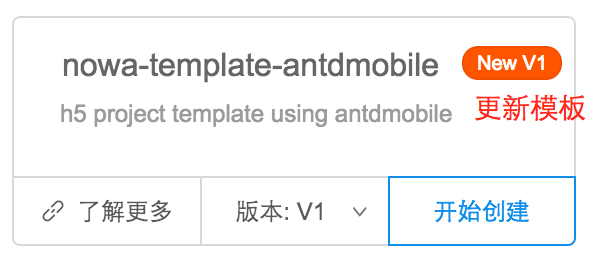 nowa-template-antdmobile
New V1
h5 project template using antdmobile
更新模板
了解更多
版本: V1
开始创建